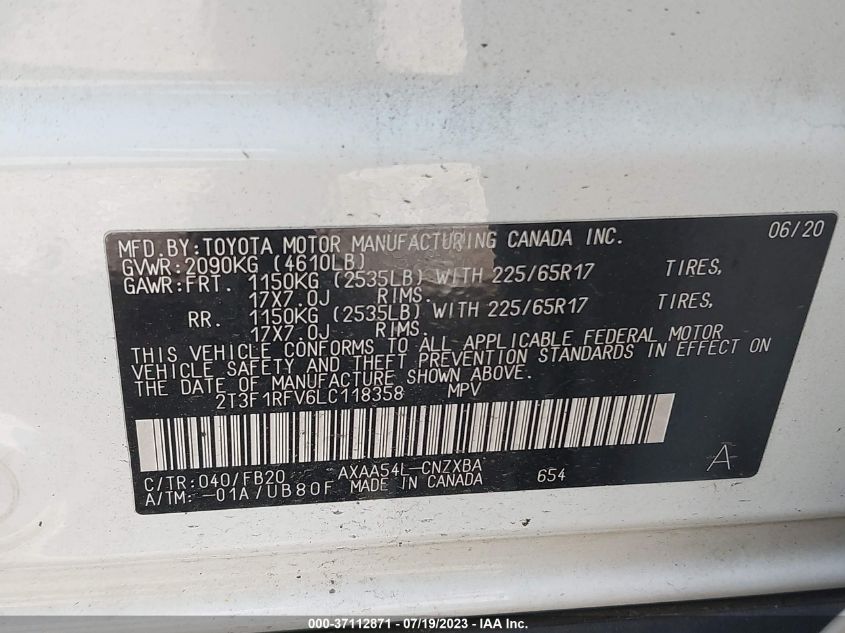 MFD.BY:TOYOTA MOTOR MANUFACTURING CANADA INC. 06/20
GVWR:2090KG (4610LB)
GAWR:FRT. 1150KG (2535LB) WITH 225/65R17 TIRES,
17X7.0J RIMS.
RR. 1150KG (2535LB) WITH 225/65R17 TIRES,
17X7.0J RIMS.
THIS VEHICLE CONFORMS TO ALL APPLICABLE FEDERAL MOTOR
VEHICLE SAFETY AND THEFT PREVENTION STANDARDS IN EFFECT ON
THE DATE OF MANUFACTURE SHOWN ABOVE.
2T3F1RFV6LC118358 MPV
C/TR:040/FB20 AXAA54L-CNZXBA 654 A
A/TM:-01A/UB80F MADE IN CANADA
000-37112871 - 07/19/2023 - IAA Inc.